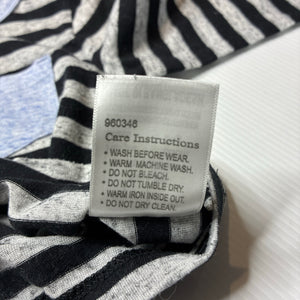 960346
Care Instructions
• WASH BEFORE WEAR.
• WARM MACHINE WASH.
• DO NOT BLEACH.
• DO NOT TUMBLE DRY.
• WARM IRON INSIDE OUT.
• DO NOT DRY CLEAN.